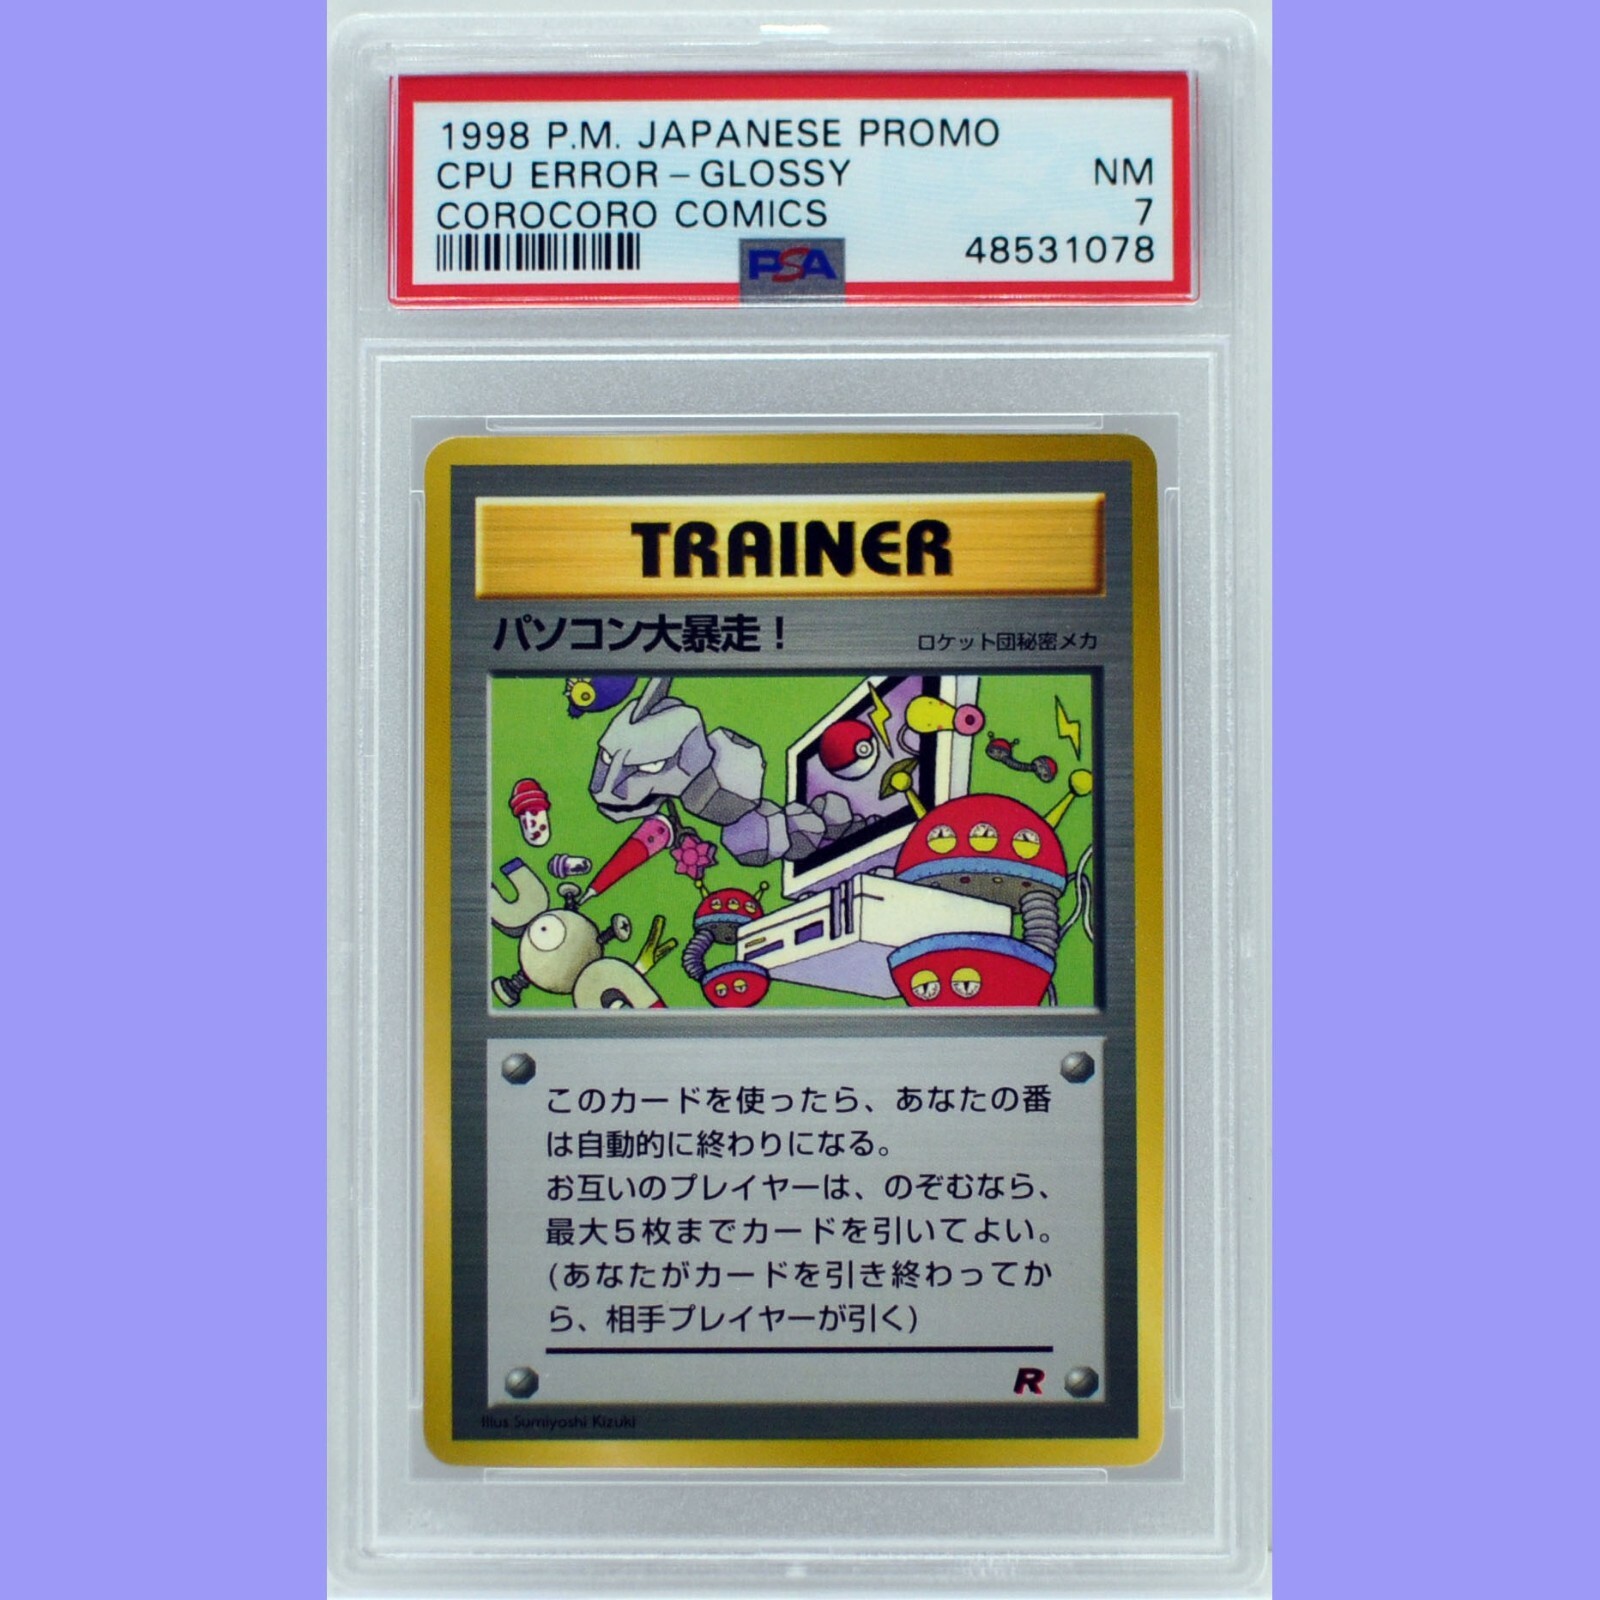 1998 P.M. JAPANESE PROMO
CPU ERROR - GLOSSY
NM
COROCORO COMICS
7
PSA
48531078
TRAINER
パソコン大暴走！
ロケット団秘密メカ
このカードを使ったら、あなたの番
は自動的に終わりになる。
お互いのプレイヤーは、のぞむなら、
最大5枚までカードを引いてよい。
(あなたがカードを引き終わってか
ら、相手プレイヤーが引く)
R
Illus Sumiyoshi Kizuki